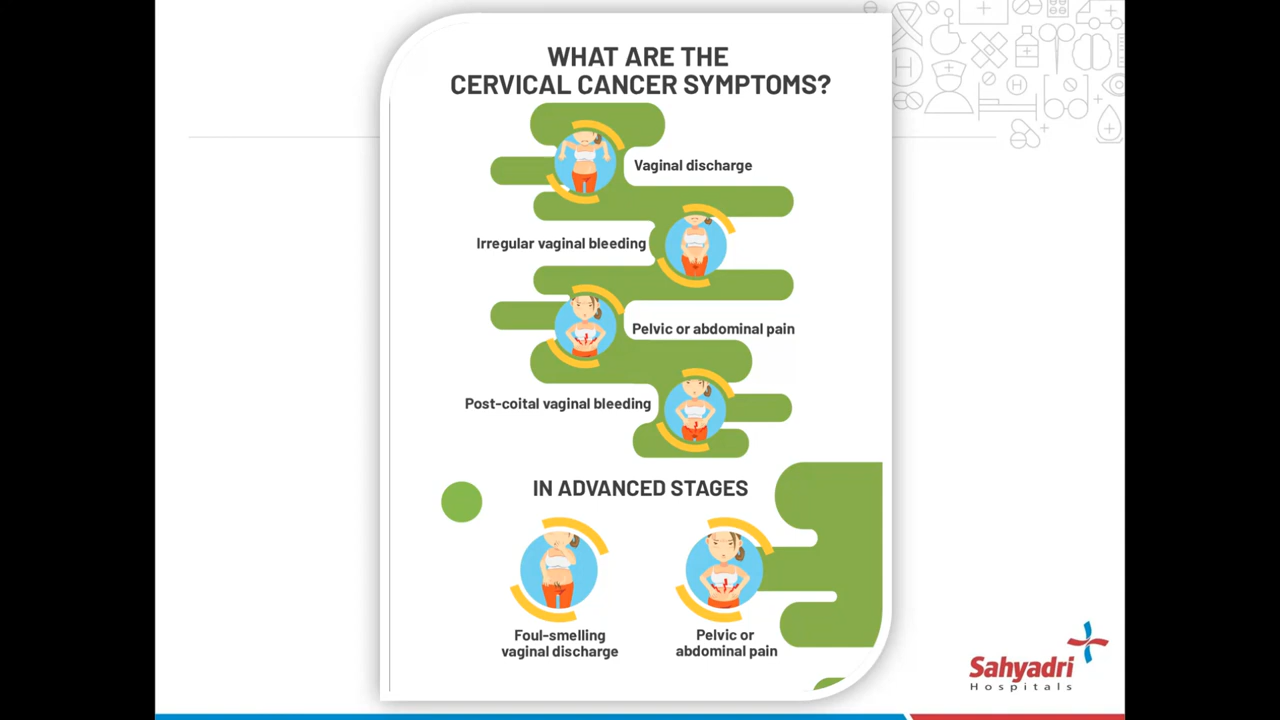 WHAT ARE THE
CERVICAL CANCER SYMPTOMS?
Vaginal discharge
Irregular vaginal bleeding
Pelvic or abdominal pain
Post-coital vaginal bleeding
IN ADVANCED STAGES
Foul-smelling
vaginal discharge
Pelvic or
abdominal pain
Sahyadri
Hospitals